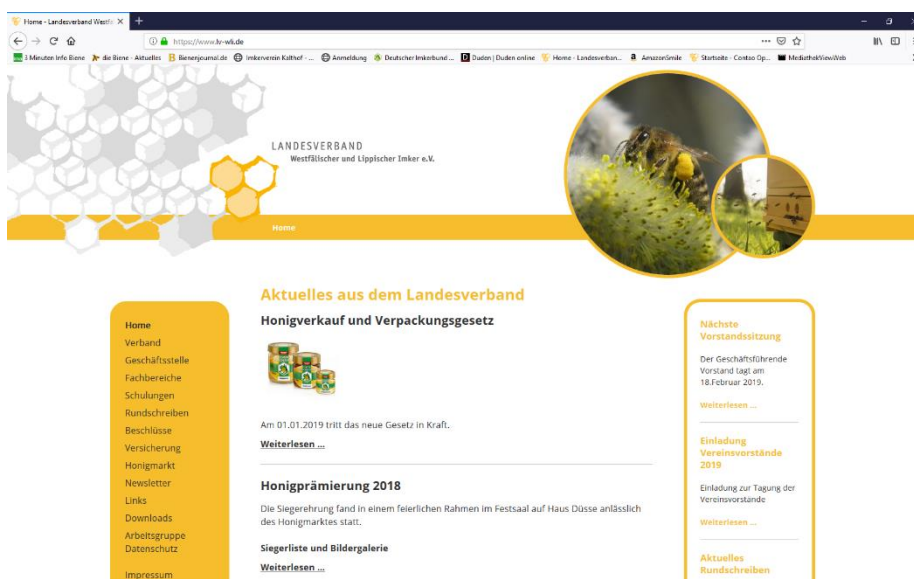 Home - Landesverband Westfä
https://www.lv-wli.de
3 Minuten Info Biene
die Biene - Aktuelles
Bienenjournal.de
Imkerverein Kalthof - ...
Anmeldung
Deutscher Imkerbund ...
Duden | Duden online
Home - Landesverban...
AmazonSmile
Startseite - Contao Op...
MediathekViewWeb
LANDESVERBAND
Westfälischer und Lippischer Imker e.V.
Home
Home
Verband
Geschäftsstelle
Fachbereiche
Schulungen
Rundschreiben
Beschlüsse
Versicherung
Honigmarkt
Newsletter
Links
Downloads
Arbeitsgruppe
Datenschutz
Impressum
Aktuelles aus dem Landesverband
Honigverkauf und Verpackungsgesetz
Am 01.01.2019 tritt das neue Gesetz in Kraft.
Weiterlesen ...
Honigprämierung 2018
Die Siegerehrung fand in einem feierlichen Rahmen im Festsaal auf Haus Düsse anlässlich
des Honigmarktes statt.
Siegerliste und Bildergalerie
Weiterlesen ...
Nächste
Vorstandssitzung
Der Geschäftsführende
Vorstand tagt am
18.Februar 2019.
Weiterlesen ...
Einladung
Vereinsvorstände
2019
Einladung zur Tagung der
Vereinsvorstände
Weiterlesen ...
Aktuelles
Rundschreiben